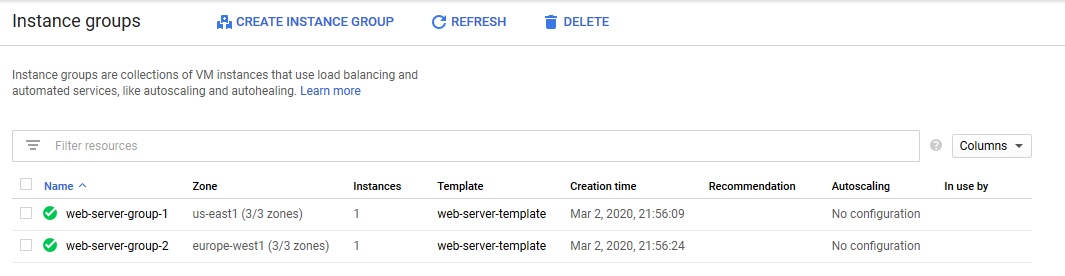 Instance groups CREATE INSTANCE GROUP REFRESH DELETE
Instance groups are collections of VM instances that use load balancing and
automated services, like autoscaling and autohealing. Learn more
Filter resources ? Columns
Name Zone Instances Template Creation time Recommendation Autoscaling In use by
web-server-group-1 us-east1 (3/3 zones) 1 web-server-template Mar 2, 2020, 21:56:09 No configuration
web-server-group-2 europe-west1 (3/3 zones) 1 web-server-template Mar 2, 2020, 21:56:24 No configuration